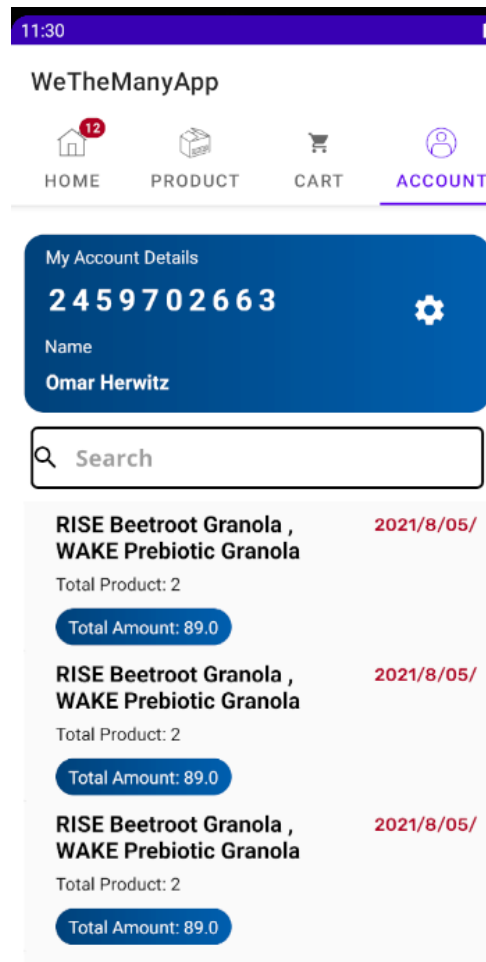 11:30
WeTheManyApp
12
HOME PRODUCT CART ACCOUNT
My Account Details
2459702663
Name
Omar Herwitz
Search
RISE Beetroot Granola , 2021/8/05/
WAKE Prebiotic Granola
Total Product: 2
Total Amount: 89.0
RISE Beetroot Granola , 2021/8/05/
WAKE Prebiotic Granola
Total Product: 2
Total Amount: 89.0
RISE Beetroot Granola , 2021/8/05/
WAKE Prebiotic Granola
Total Product: 2
Total Amount: 89.0